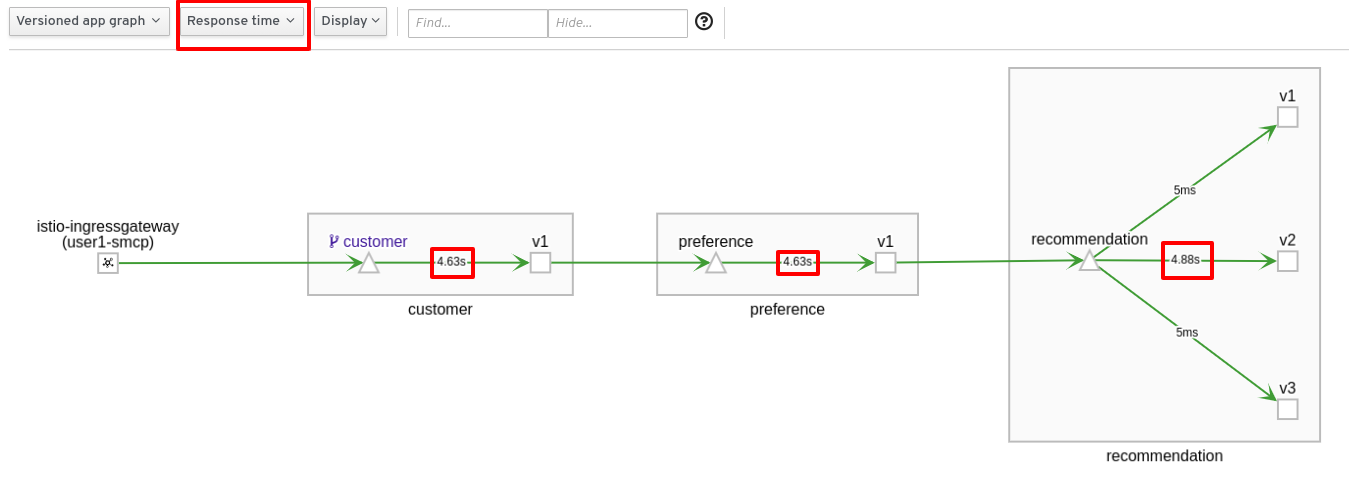 Versioned app graph
Response time
Display
Find...
Hide...
?
istio-ingressgateway
(user1-smcp)
customer
4.63s
v1
customer
preference
4.63s
v1
preference
recommendation
5ms
v1
4.88s
v2
5ms
v3
recommendation